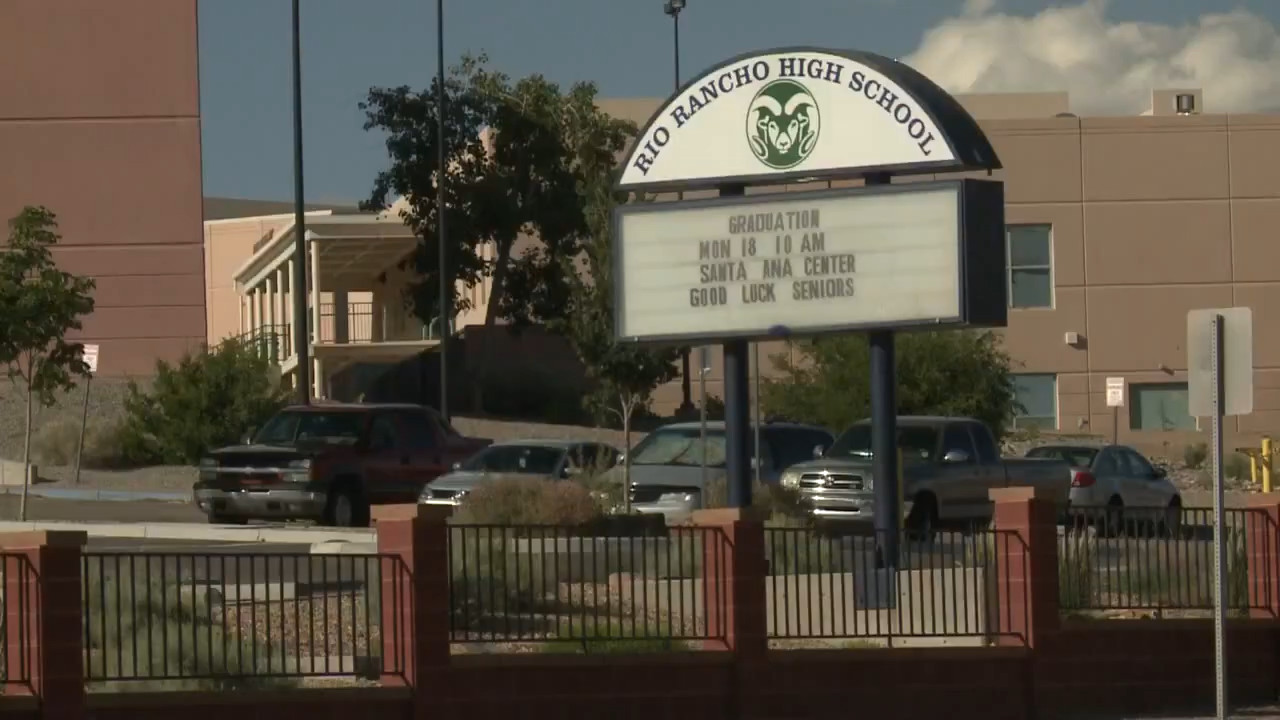 RIO RANCHO HIGH SCHOOL
GRADUATION
MON 18 10 AM
SANTA ANA CENTER
GOOD LUCK SENIORS